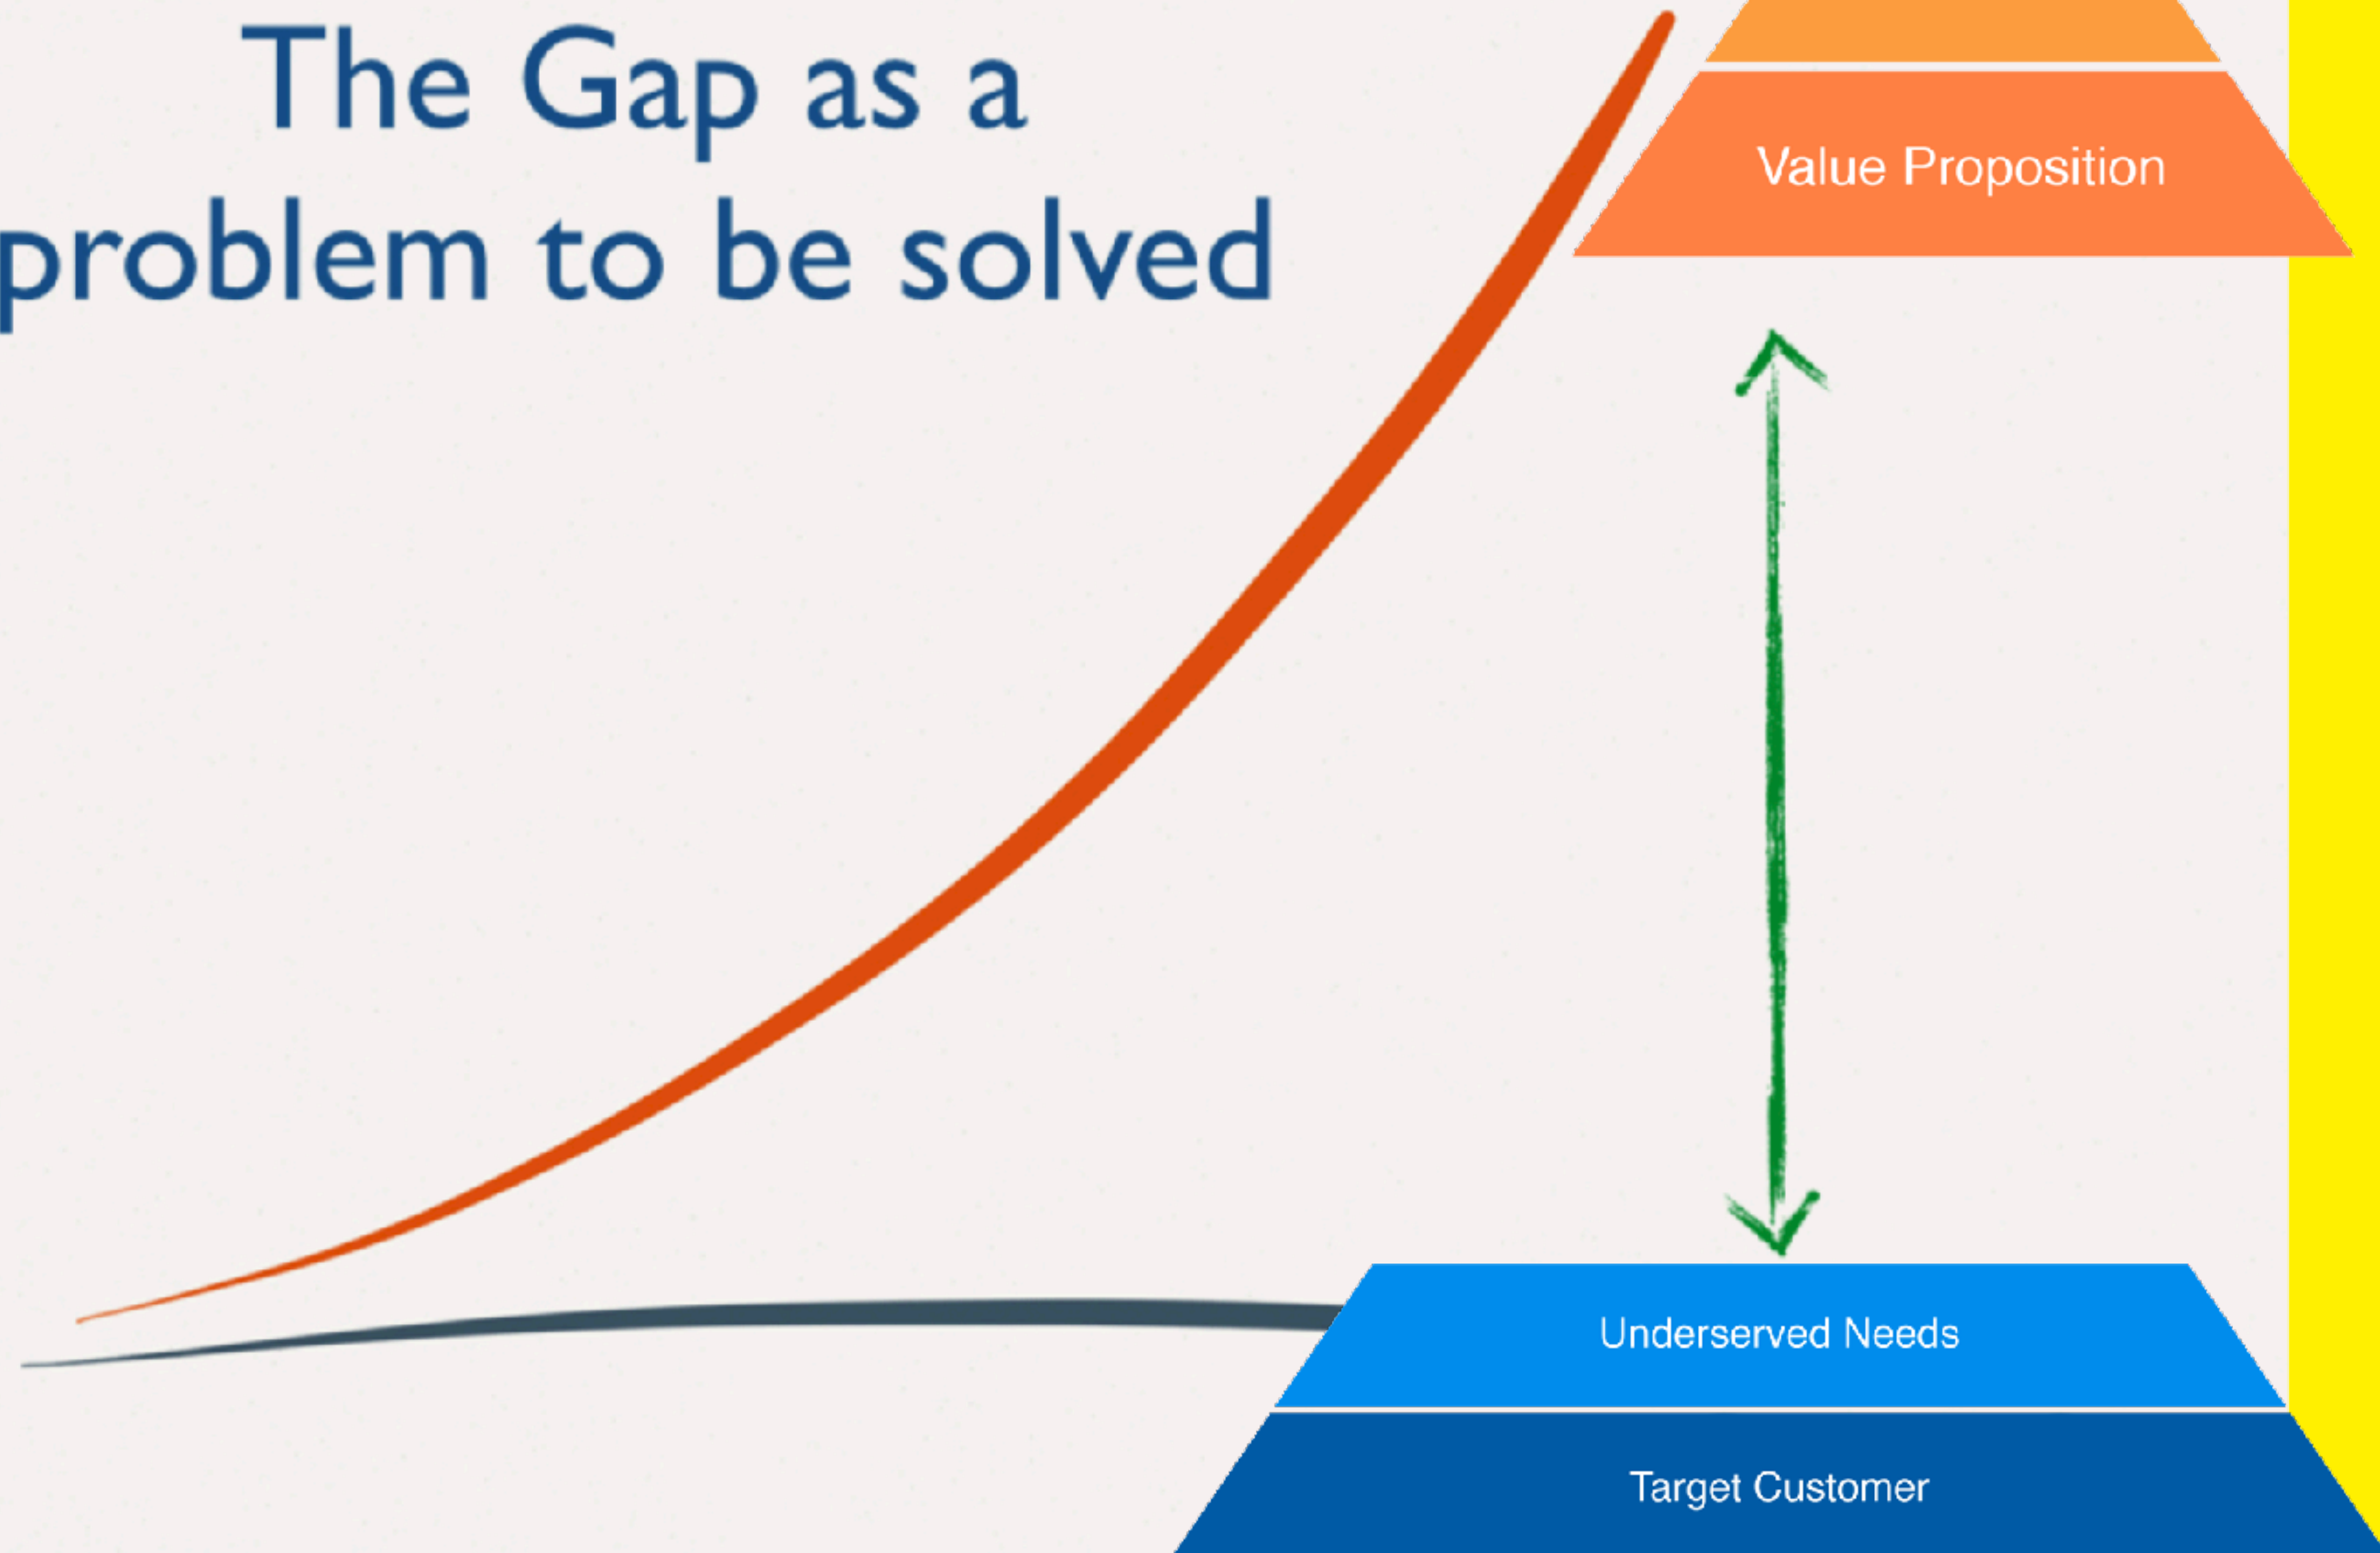 The Gap as a
problem to be solved
Value Proposition
Underserved Needs
Target Customer